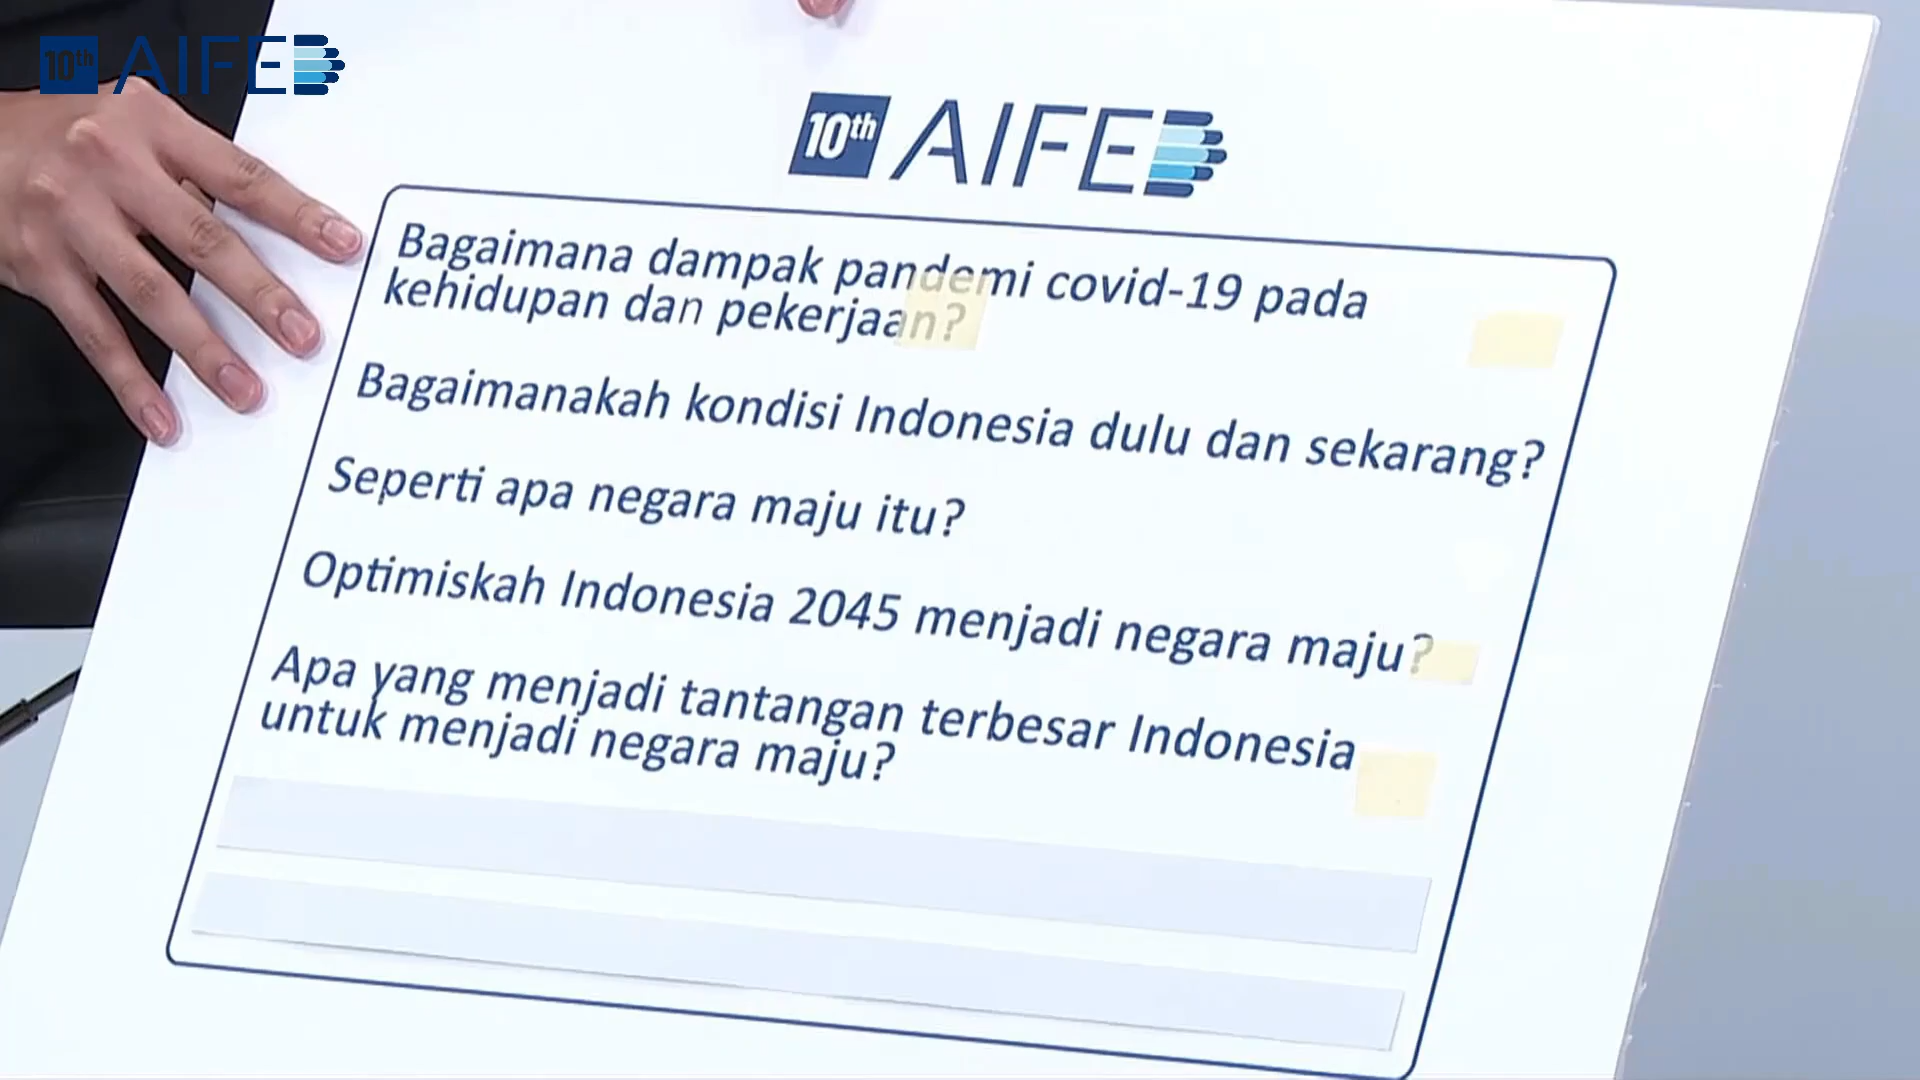 10th AIFED
10th AIFED
Bagaimana dampak pandemi covid-19 pada
kehidupan dan pekerjaan?
Bagaimanakah kondisi Indonesia dulu dan sekarang?
Seperti apa negara maju itu?
Optimiskah Indonesia 2045 menjadi negara maju?
Apa yang menjadi tantangan terbesar Indonesia
untuk menjadi negara maju?